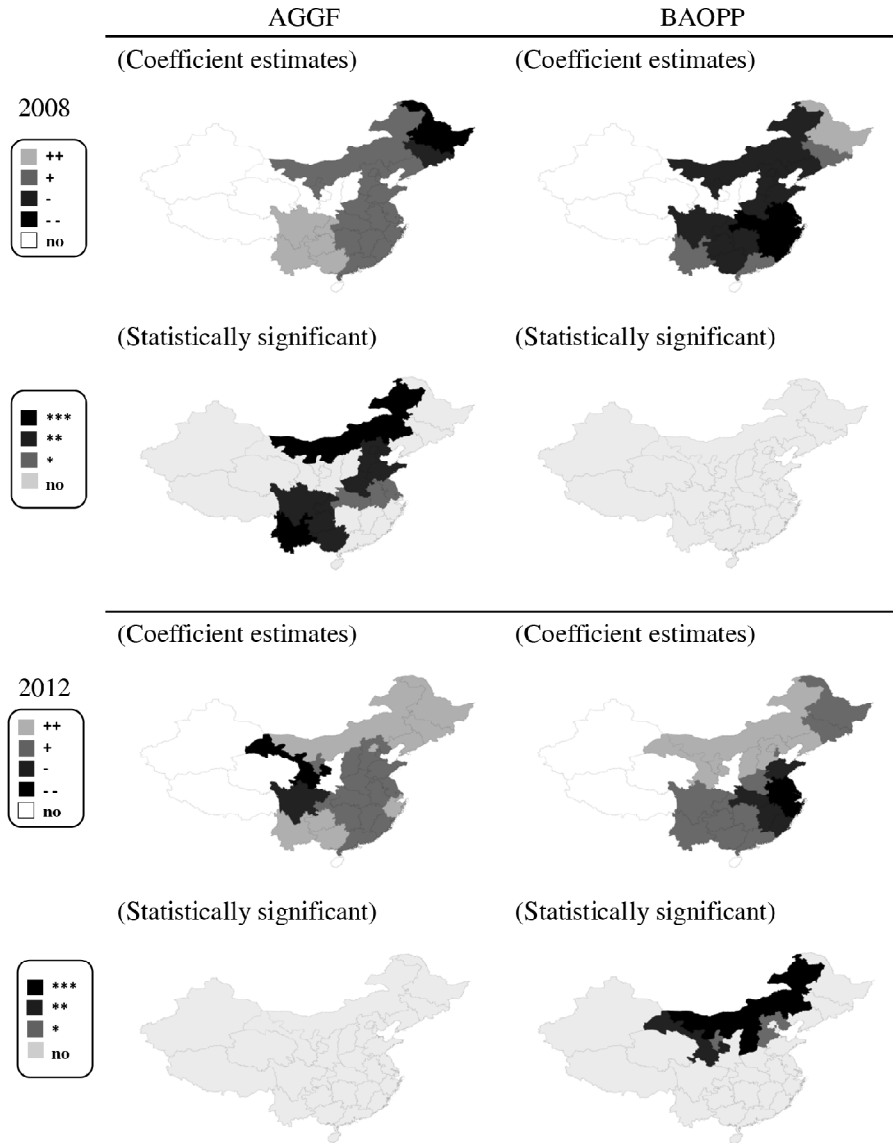 AGGF BAOPP
(Coefficient estimates) (Coefficient estimates)
2008
++
+
-
- -
no
(Statistically significant) (Statistically significant)
***
**
*
no
(Coefficient estimates) (Coefficient estimates)
2012
++
+
-
- -
no
(Statistically significant) (Statistically significant)
***
**
*
no